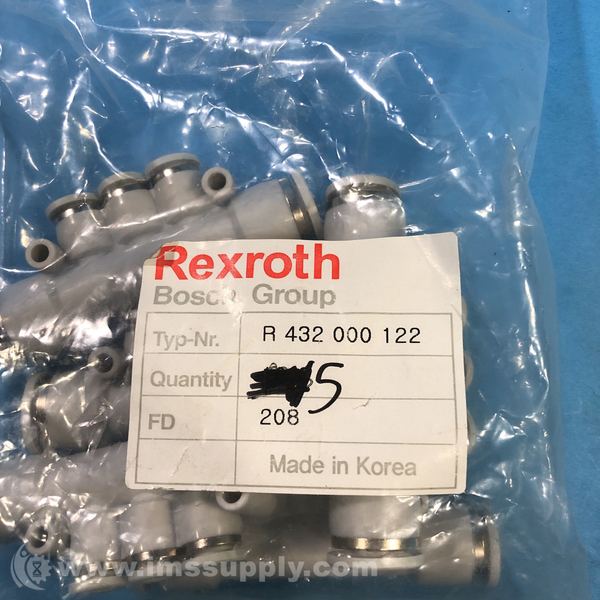 Rexroth
Bosch Group
Typ-Nr. R 432 000 122
Quantity 5
FD 208
Made in Korea
www.imssupply.com